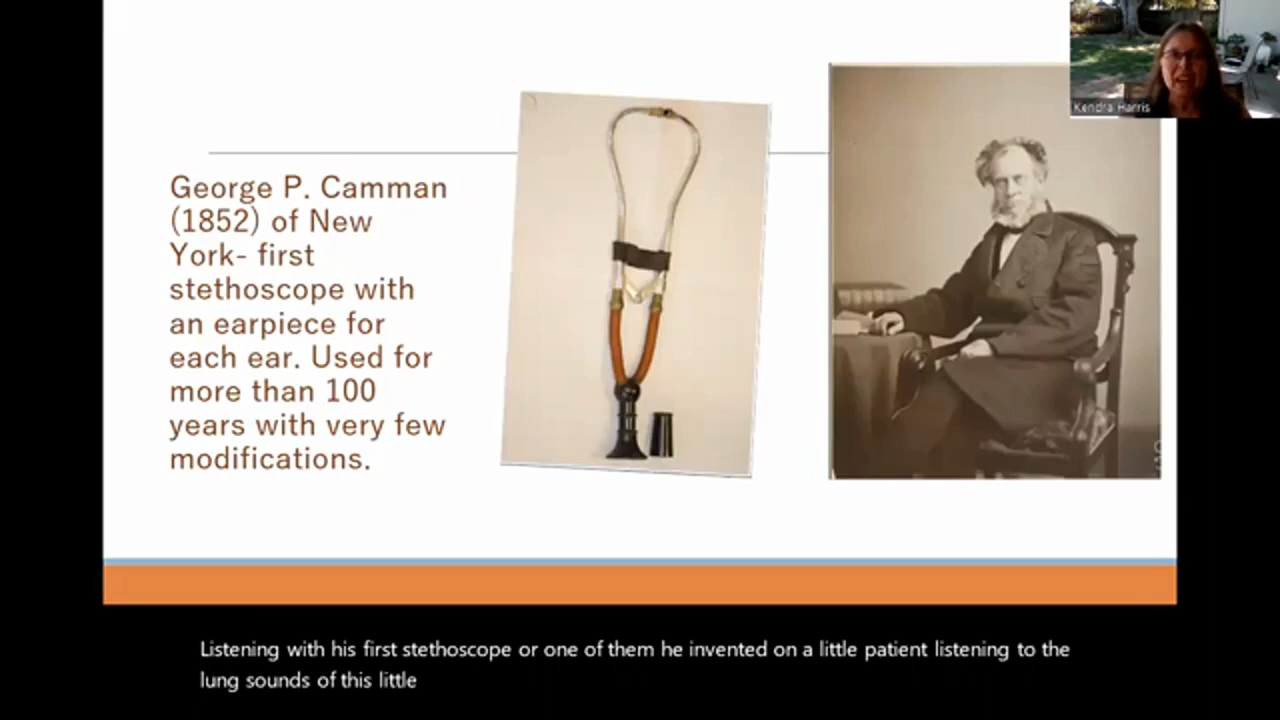 Kendra Harris
George P. Camman
(1852) of New
York- first
stethoscope with
an earpiece for
each ear. Used for
more than 100
years with very few
modifications.
Listening with his first stethoscope or one of them he invented on a little patient listening to the
lung sounds of this little